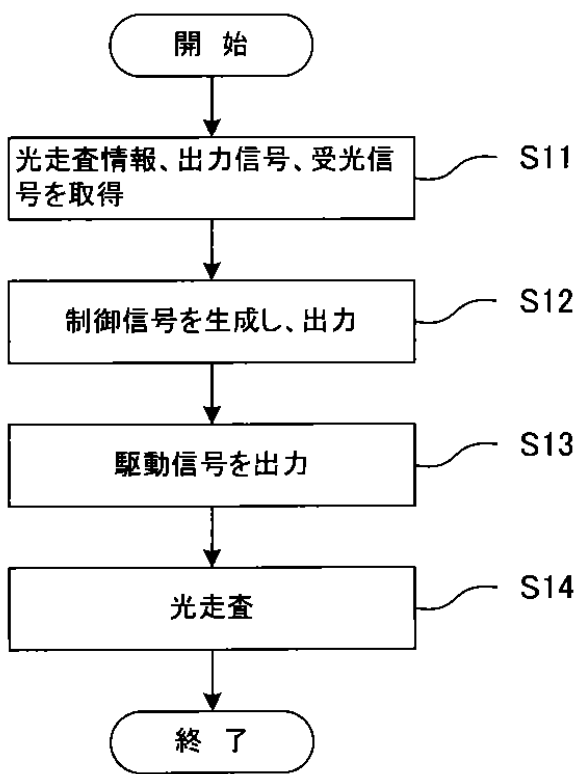 開 始
光走査情報、出力信号、受光信
号を取得
S11
制御信号を生成し、出力
S12
駆動信号を出力
S13
光走査
S14
終 了